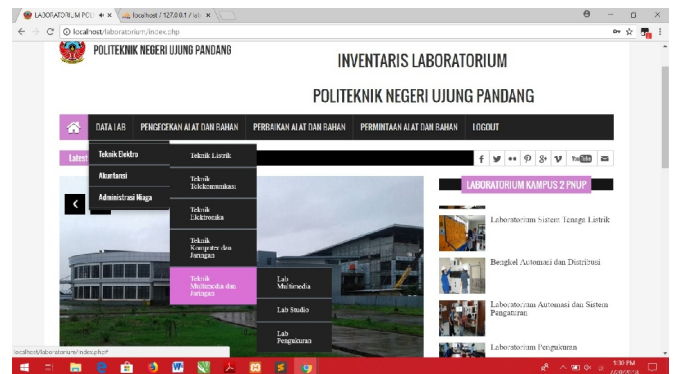 LABORATORIUM POLI
localhost / 127.0.0.1 / lab
localhost/laboratorium/index.php
POLITEKNIK NEGERI UJUNG PANDANG
INVENTARIS LABORATORIUM
POLITEKNIK NEGERI UJUNG PANDANG
DATA LAB PENGECEKAN ALAT DAN BAHAN PERBAIKAN ALAT DAN BAHAN PERMINTAAN ALAT DAN BAHAN LOGOUT
Latest
Teknik Elektro
Akuntansi
Administrasi Niaga
Teknik Listrik
Teknik
Telekomunikasi
Teknik
Elektronika
Teknik
Komputer dan
Jaringan
Teknik
Multimedia dan
Jaringan
Lab
Multimedia
Lab Studio
Lab
Pengukuran
LABORATORIUM KAMPUS 2 PNUP
Laboratorium Sistem Tenaga Listrik
Bengkel Automasi dan Distribusi
Laboratorium Automasi dan Sistem
Pengaturan
Laboratorium Pengukuran
localhost/laboratorium/index.php#
1:30 PM